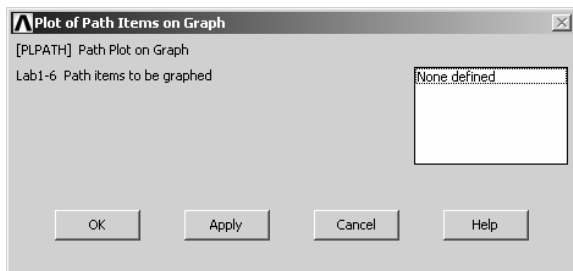 Plot of Path Items on Graph
[PLPATH] Path Plot on Graph
Lab1-6 Path items to be graphed
None defined
OK Apply Cancel Help